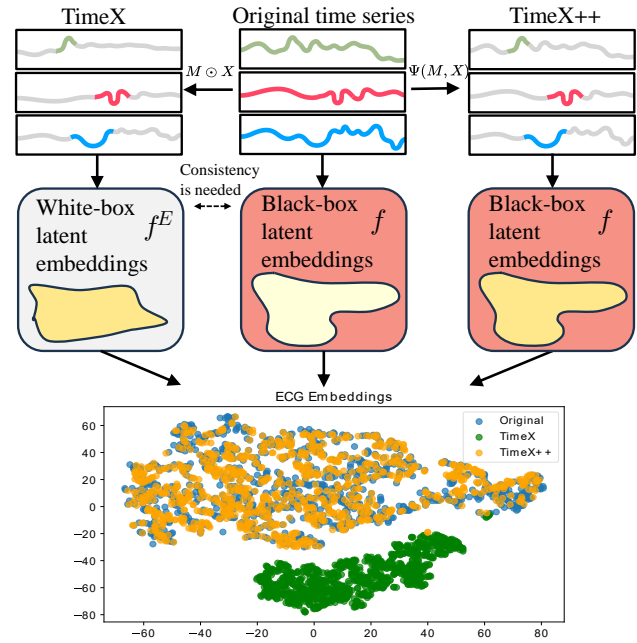 TimeX
Original time series
TimeX++
M ⊙ X
Ψ(M, X)
Consistency
is needed
White-box
latent
embeddings
f^E
Black-box
latent
embeddings
f
Black-box
latent
embeddings
f
ECG Embeddings
Original
TimeX
TimeX++
60
40
20
0
−20
−40
−60
−80
−60
−40
−20
0
20
40
60
80